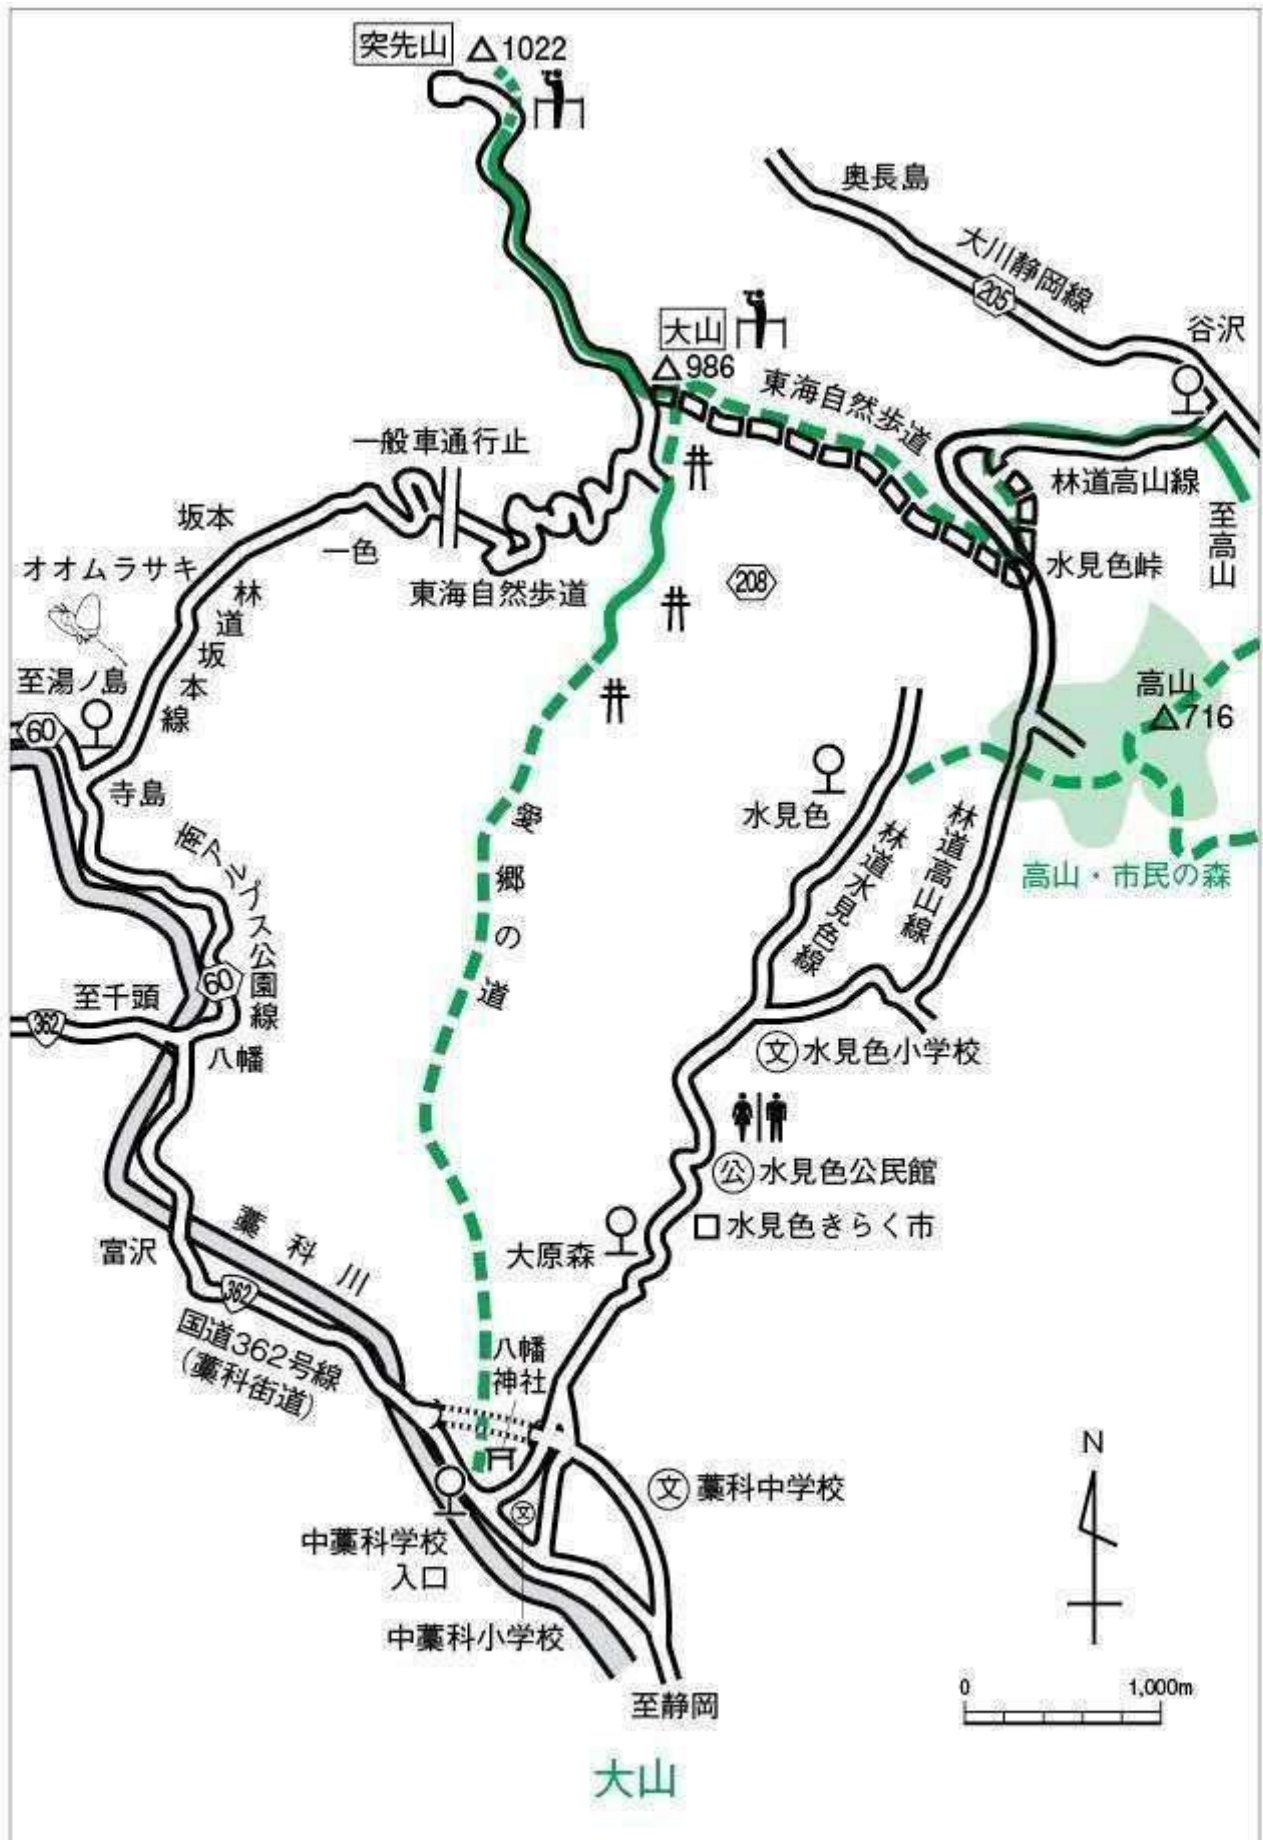 突先山
1022
奥長島
大川静岡線
205
谷沢
大山
986
東海自然歩道
一般車通行止
坂本
一色
林道高山線
至高山
オオムラサキ
林道坂本線
東海自然歩道
208
水見色峠
至湯ノ島
60
高山
716
寺島
水見色
愛郷の道
林道水見色線
林道高山線
高山・市民の森
南アルプス公園線
60
至千頭
362
八幡
文 水見色小学校
公 水見色公民館
水見色きらく市
藁科川
富沢
大原森
362
国道362号線
(藁科街道)
八幡
神社
N
文 藁科中学校
文
中藁科学校
入口
中藁科小学校
0 1,000m
至静岡
大山